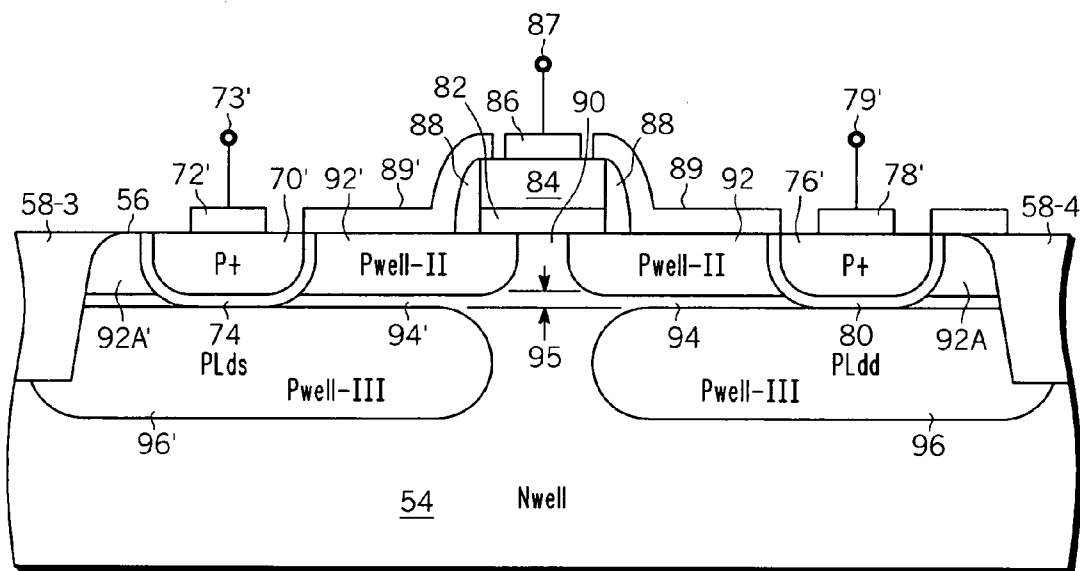 87
82
86
90
73'
88
88
79'
72'
70'
92'
89'
84
89
92
76'
78'
58-3
56
58-4
P+
Pwell-II
Pwell-II
P+
92A'
74
94'
95
94
80
92A
PLds
PLdd
Pwell-III
Pwell-III
96'
96
54
Nwell